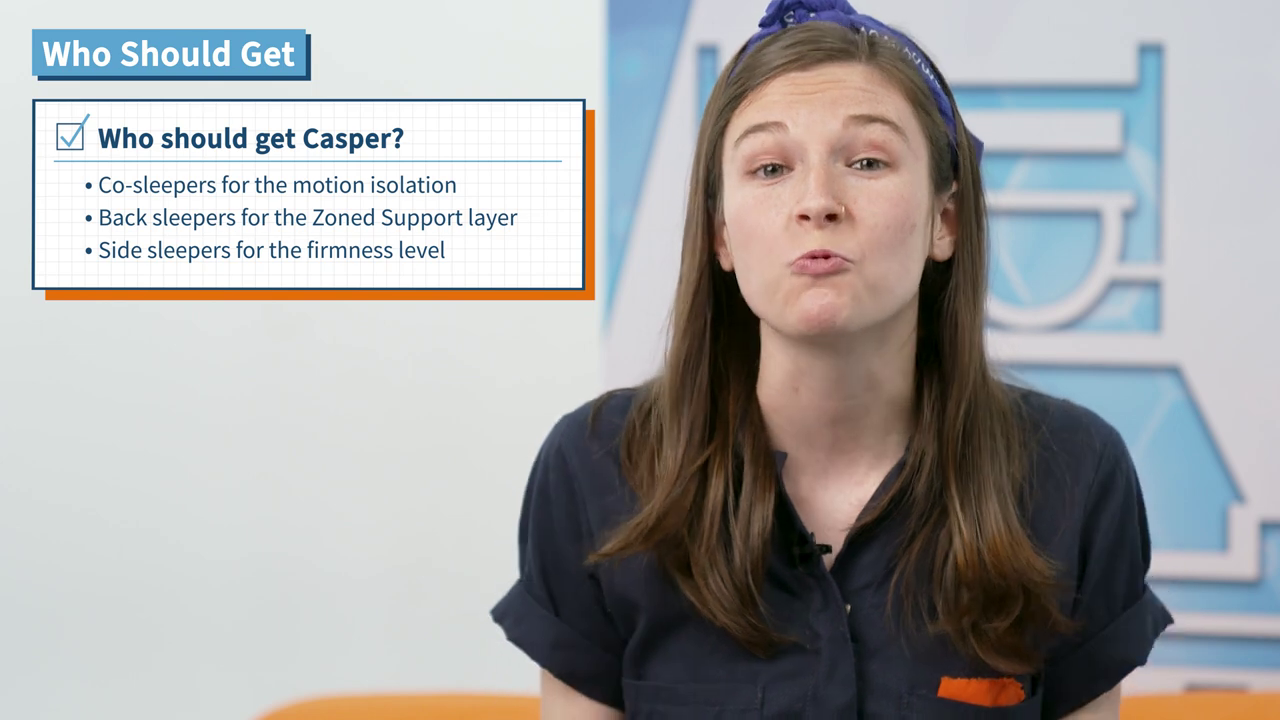 Who Should Get
Who should get Casper?
• Co-sleepers for the motion isolation
• Back sleepers for the Zoned Support layer
• Side sleepers for the firmness level